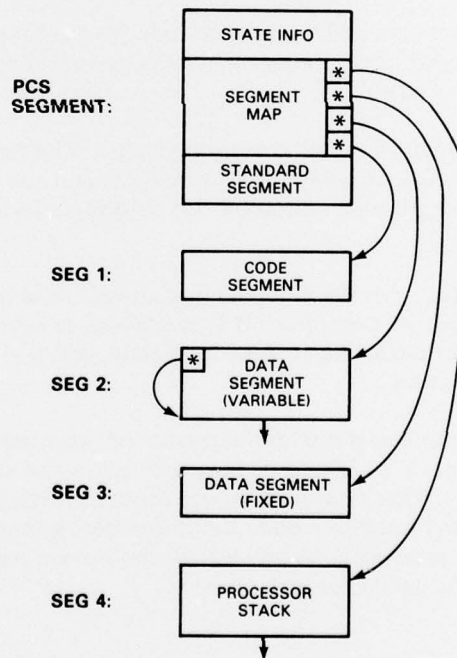 STATE INFO
PCS
SEGMENT:
SEGMENT
MAP
*
*
*
*
STANDARD
SEGMENT
SEG 1:
CODE
SEGMENT
SEG 2:
*
DATA
SEGMENT
(VARIABLE)
SEG 3:
DATA SEGMENT
(FIXED)
SEG 4:
PROCESSOR
STACK